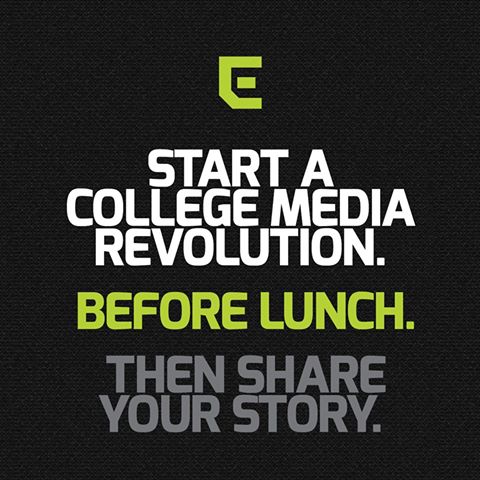 E
START A
COLLEGE MEDIA
REVOLUTION.
BEFORE LUNCH.
THEN SHARE
YOUR STORY.